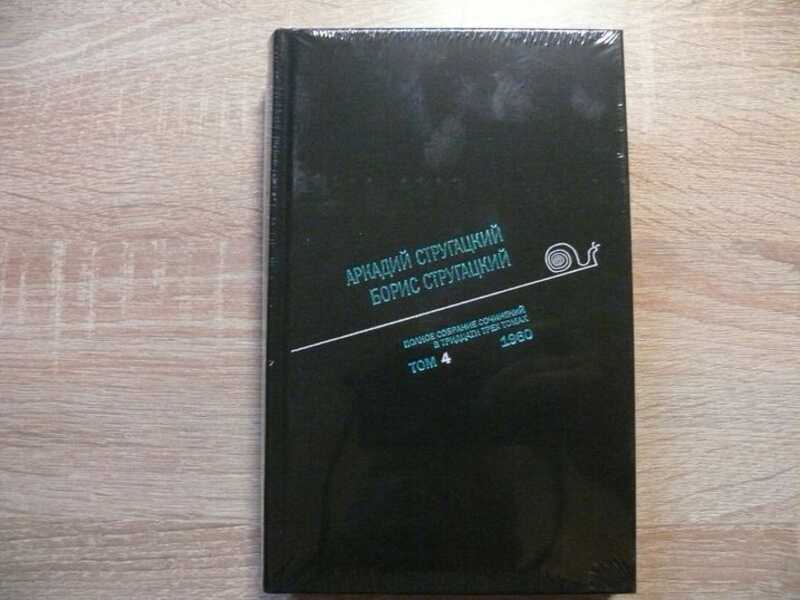 АРКАДИЙ СТРУГАЦКИЙ
БОРИС СТРУГАЦКИЙ
ПОЛНОЕ СОБРАНИЕ СОЧИНЕНИЙ
В ТРИДЦАТИ ТРЕХ ТОМАХ
ТОМ 4 1960